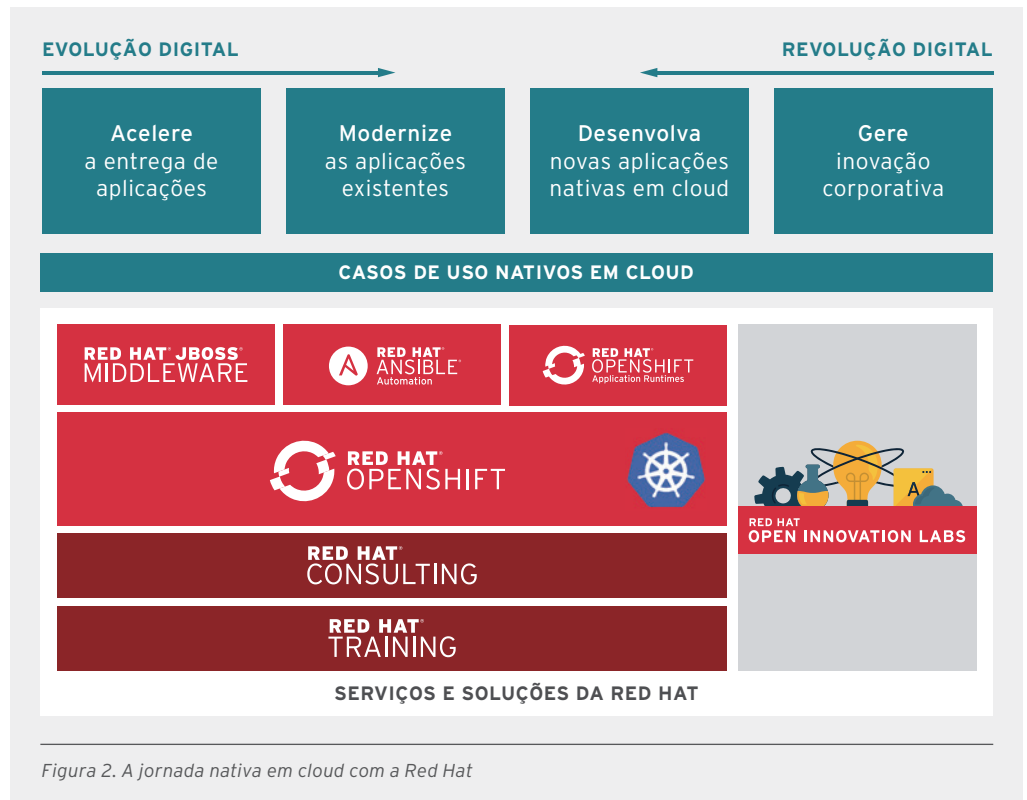 EVOLUÇÃO DIGITAL
REVOLUÇÃO DIGITAL
Acelere
a entrega de
aplicações
Modernize
as aplicações
existentes
Desenvolva
novas aplicações
nativas em cloud
Gere
inovação
corporativa
CASOS DE USO NATIVOS EM CLOUD
RED HAT® JBOSS®
MIDDLEWARE
A
RED HAT®
ANSIBLE®
Automation
RED HAT®
OPENSHIFT
Application Runtimes
RED HAT®
OPENSHIFT
RED HAT®
CONSULTING
RED HAT®
TRAINING
A
RED HAT
OPEN INNOVATION LABS
SERVIÇOS E SOLUÇÕES DA RED HAT
Figura 2. A jornada nativa em cloud com a Red Hat